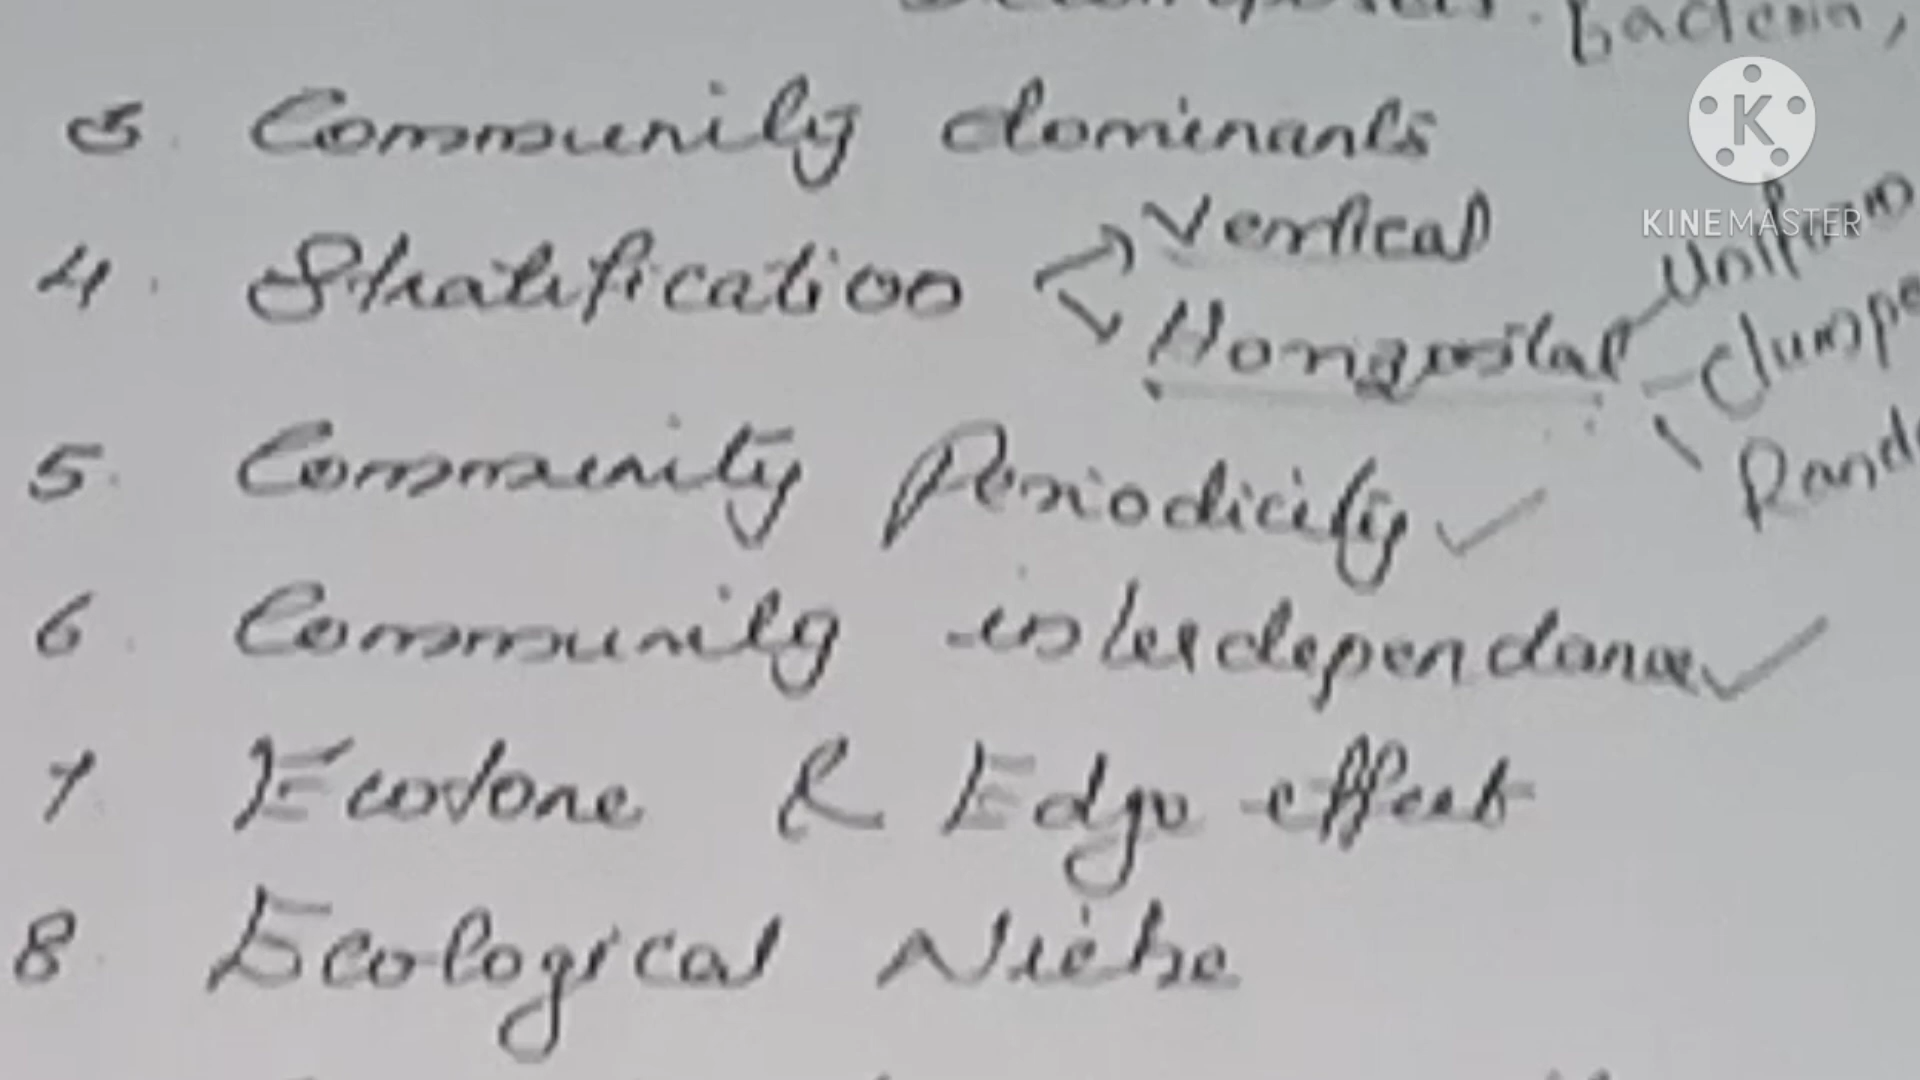 bacteria,
3. Community dominants
4. Stratification Vertical
Horizontal Uniform
Clumpe
Rand
5. Community Periodicity ✓
6. Community interdependance ✓
7. Ecotone & Edge effect
8. Ecological Niche
K
KINEMASTER